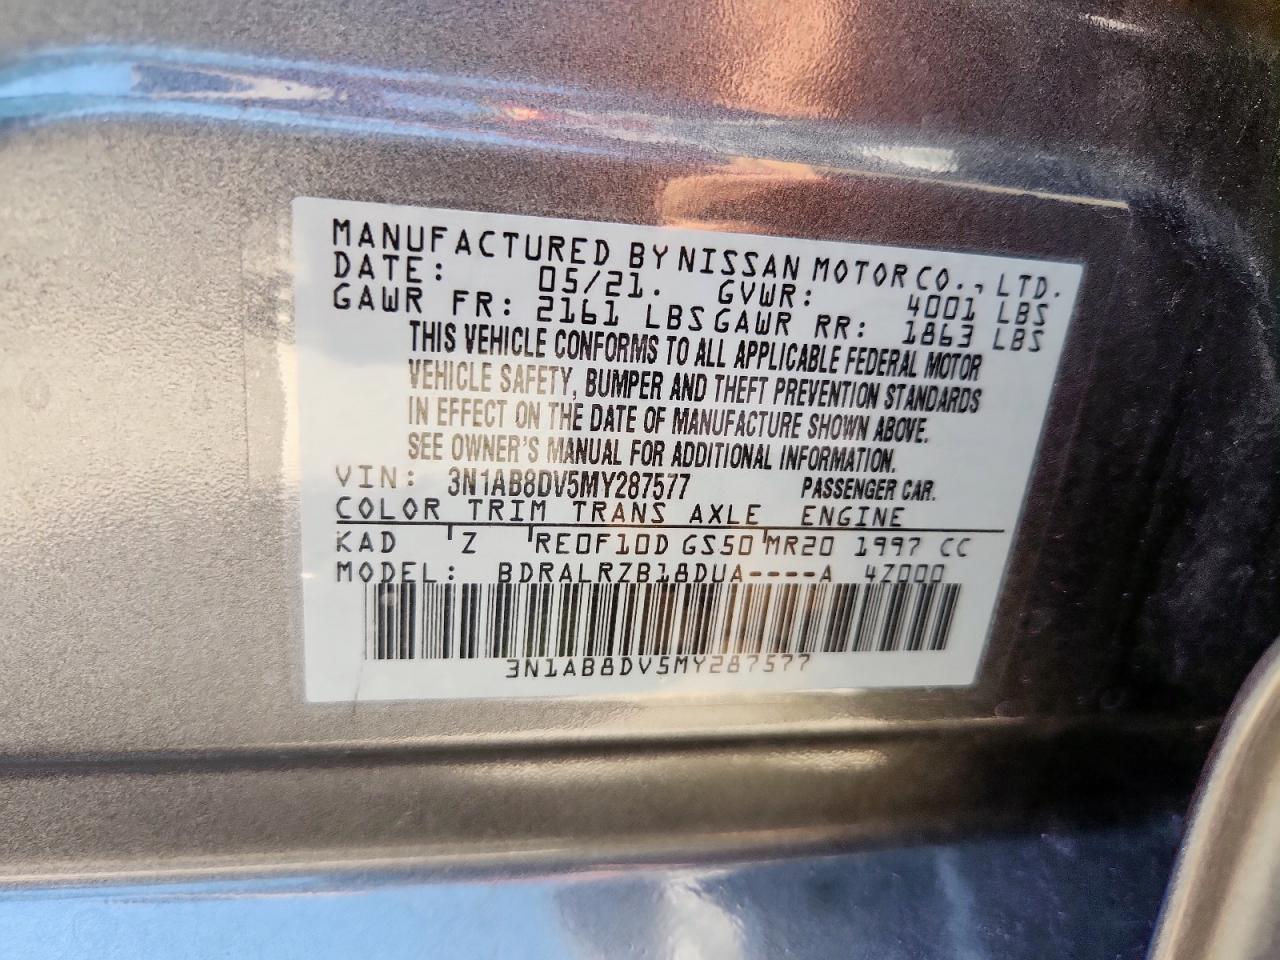 MANUFACTURED BY NISSAN MOTOR CO., LTD.
DATE: 05/21. GVWR: 4001 LBS
GAWR FR: 2161 LBS GAWR RR: 1863 LBS
THIS VEHICLE CONFORMS TO ALL APPLICABLE FEDERAL MOTOR
VEHICLE SAFETY, BUMPER AND THEFT PREVENTION STANDARDS
IN EFFECT ON THE DATE OF MANUFACTURE SHOWN ABOVE.
SEE OWNER'S MANUAL FOR ADDITIONAL INFORMATION.
VIN: 3N1AB8DV5MY287577 PASSENGER CAR.
COLOR TRIM TRANS AXLE ENGINE
KAD Z RE0F10D GS50 MR20 1997 CC
MODEL: BDRALRZB18DUA----A 4Z000
3N1AB8DV5MY287577